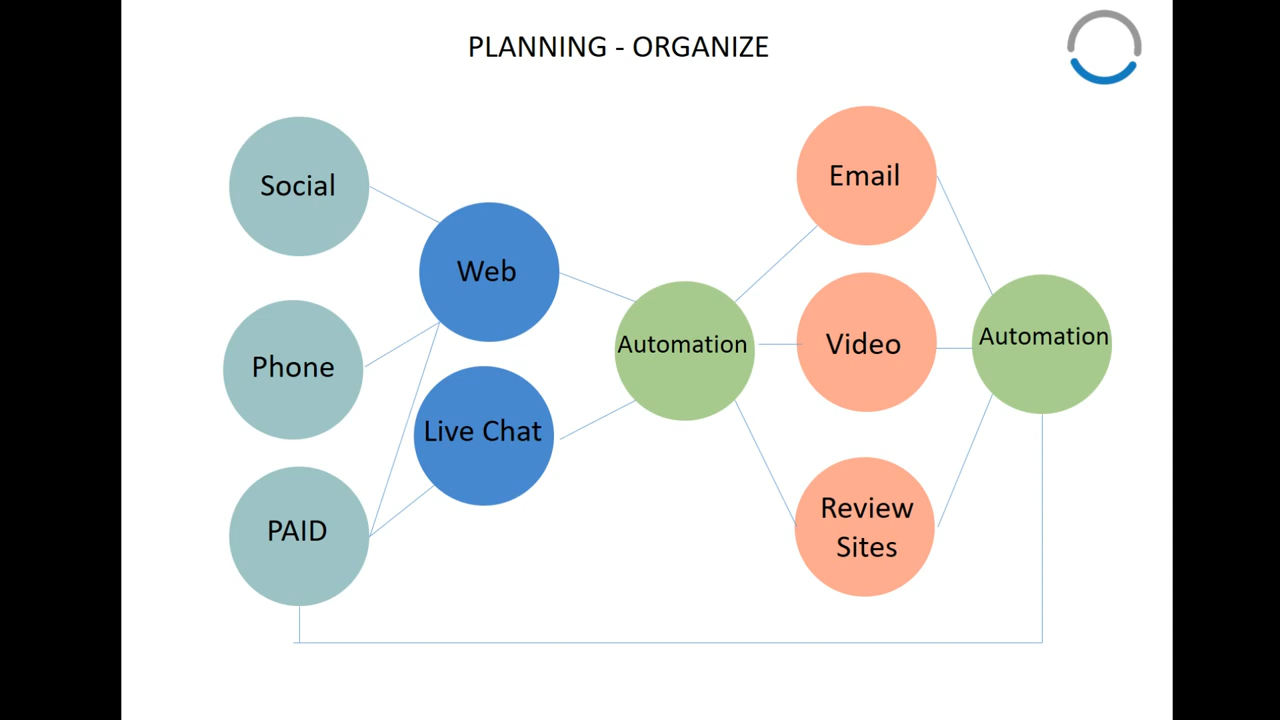 PLANNING - ORGANIZE
Social
Phone
PAID
Web
Live Chat
Automation
Email
Video
Review
Sites
Automation